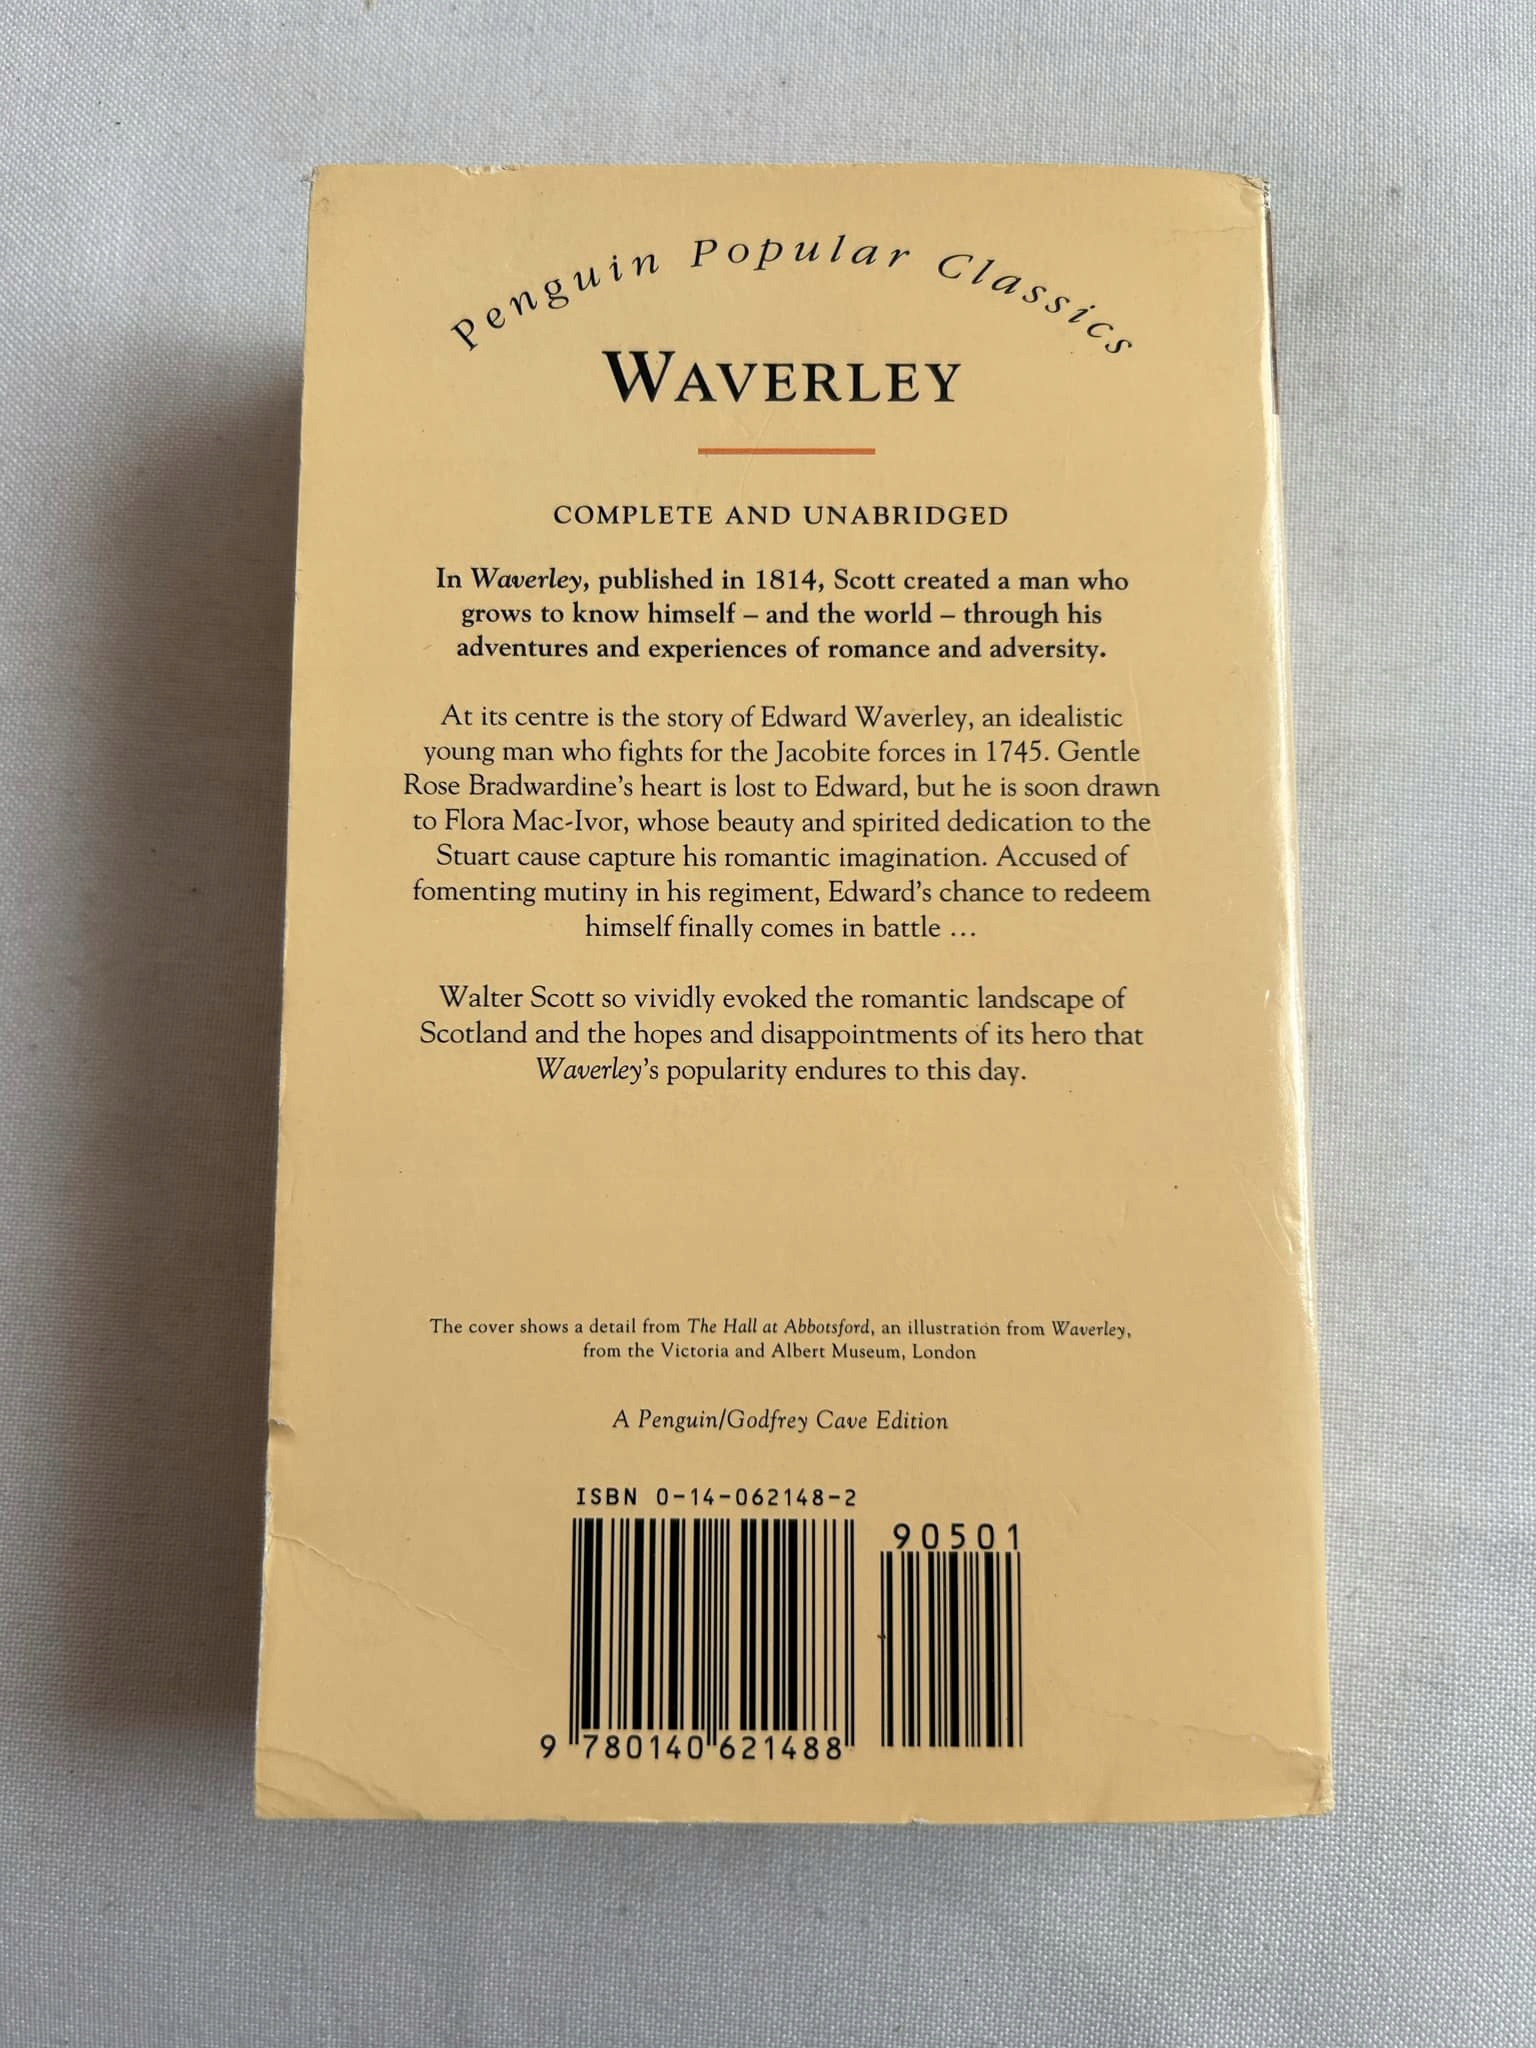 Penguin Popular Classics
WAVERLEY
COMPLETE AND UNABRIDGED
In Waverley, published in 1814, Scott created a man who
grows to know himself – and the world – through his
adventures and experiences of romance and adversity.
At its centre is the story of Edward Waverley, an idealistic
young man who fights for the Jacobite forces in 1745. Gentle
Rose Bradwardine's heart is lost to Edward, but he is soon drawn
to Flora Mac-Ivor, whose beauty and spirited dedication to the
Stuart cause capture his romantic imagination. Accused of
fomenting mutiny in his regiment, Edward's chance to redeem
himself finally comes in battle …
Walter Scott so vividly evoked the romantic landscape of
Scotland and the hopes and disappointments of its hero that
Waverley's popularity endures to this day.
The cover shows a detail from The Hall at Abbotsford, an illustration from Waverley,
from the Victoria and Albert Museum, London
A Penguin/Godfrey Cave Edition
ISBN 0-14-062148-2
90501
9 780140 621488